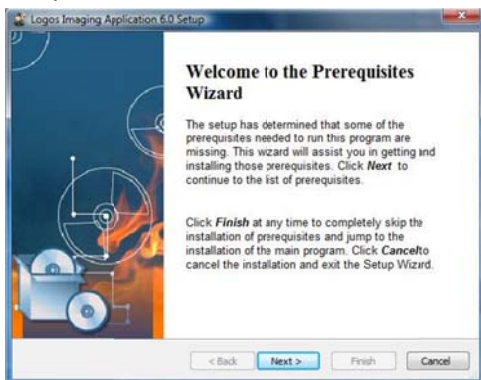 Logos Imaging Application 6.0 Setup
Welcome to the Prerequisites
Wizard
The setup has determined that some of the
prerequisites needed to run this program are
missing. This wizard will assist you in getting and
installing those prerequisites. Click Next to
continue to the list of prerequisites.
Click Finish at any time to completely skip the
installation of prerequisites and jump to the
installation of the main program. Click Cancelto
cancel the installation and exit the Setup Wizard.
< Back Next > Finish Cancel